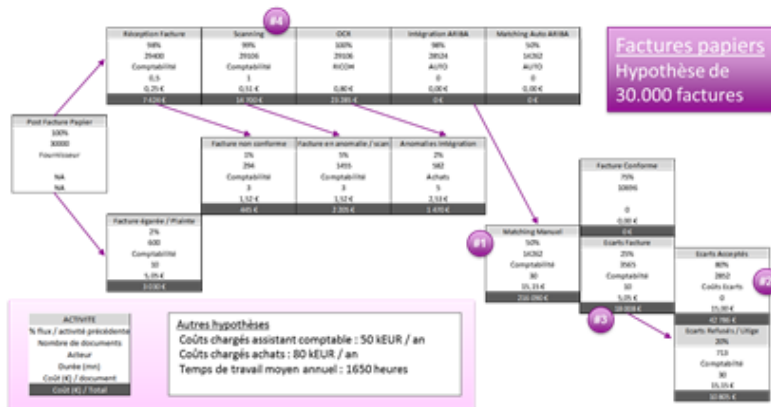 #4
Réception Facture
98%
29400
Comptabilité
0,5
0,25 €
7 424 €
Scanning
99%
29106
Comptabilité
1
0,51 €
14 700 €
OCR
100%
29106
RICOH
0,80 €
23 285 €
Intégration ARIBA
98%
28524
AUTO
0
0,00 €
0 €
Matching Auto ARIBA
50%
14262
AUTO
0
0,00 €
0 €
Factures papiers
Hypothèse de
30.000 factures
Post Facture Papier
100%
30000
Fournisseur
NA
NA
Facture non conforme
1%
294
Comptabilité
3
1,52 €
445 €
Facture en anomalie / scan
5%
1455
Comptabilité
3
1,52 €
2 205 €
Anomalies Intégration
2%
582
Achats
5
2,53 €
1 470 €
Facture Conforme
75%
10696
0
0,00 €
0 €
Facture égarée / Plainte
2%
600
Comptabilité
10
5,05 €
3 030 €
#1
Matching Manuel
50%
14262
Comptabilité
30
15,15 €
216 090 €
Ecarts Facture
25%
3565
Comptabilité
10
5,05 €
18 008 €
#3
Ecarts Acceptés
80%
2852
Coûts Ecarts
0
15,00 €
42 786 €
#2
Ecarts Refusés / Litige
20%
713
Comptabilité
30
15,15 €
10 805 €
ACTIVITE
% flux / activité précédente
Nombre de documents
Acteur
Durée (mn)
Coût (€) / document
Coût (€) / Total
Autres hypothèses
Coûts chargés assistant comptable : 50 kEUR / an
Coûts chargés achats : 80 kEUR / an
Temps de travail moyen annuel : 1650 heures